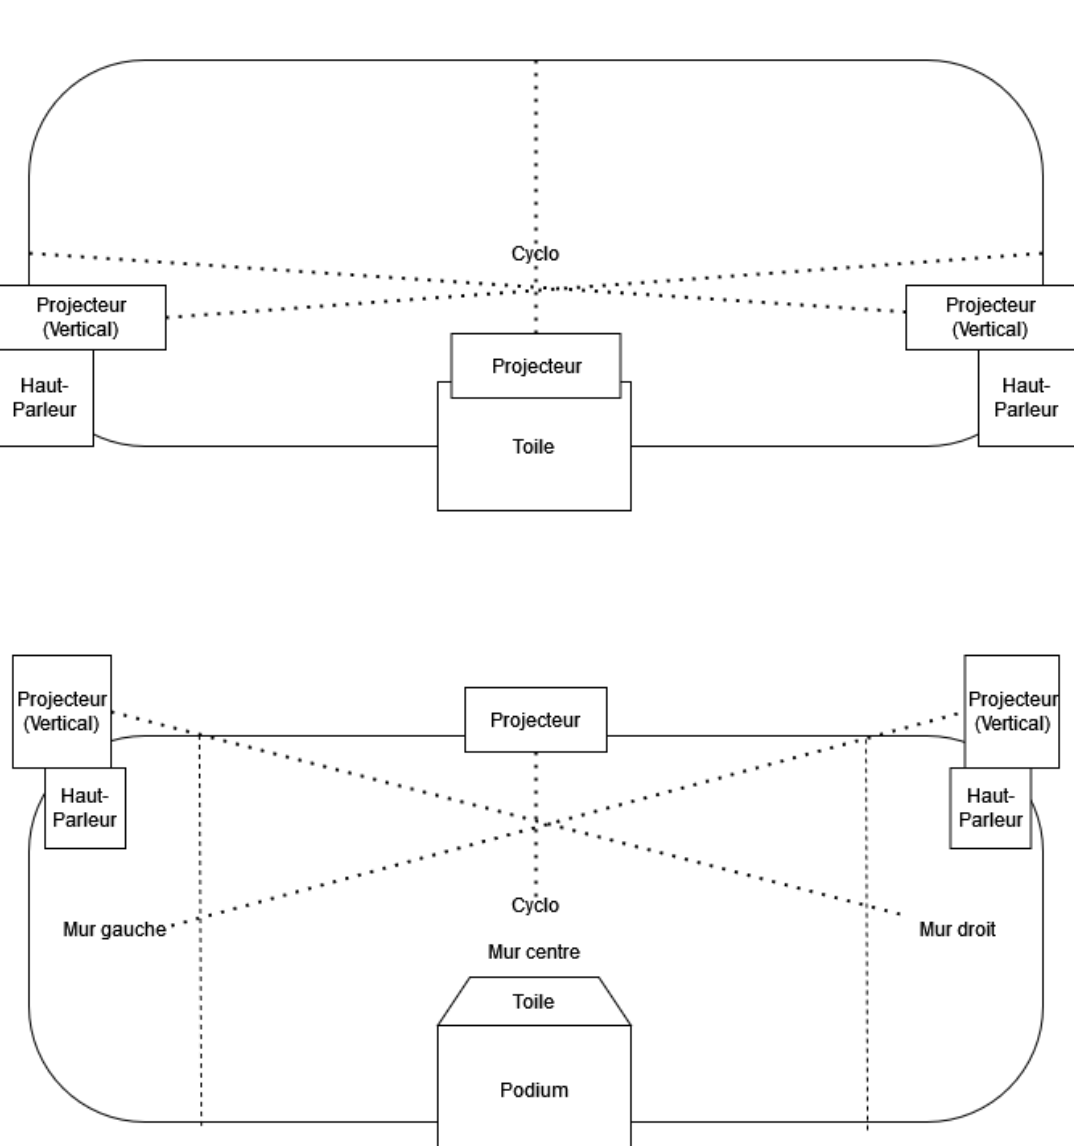 Cyclo
Projecteur
(Vertical)
Projecteur
(Vertical)
Projecteur
Haut-
Parleur
Haut-
Parleur
Toile
Projecteur
(Vertical)
Projecteur
Projecteur
(Vertical)
Haut-
Parleur
Haut-
Parleur
Cyclo
Mur gauche
Mur droit
Mur centre
Toile
Podium